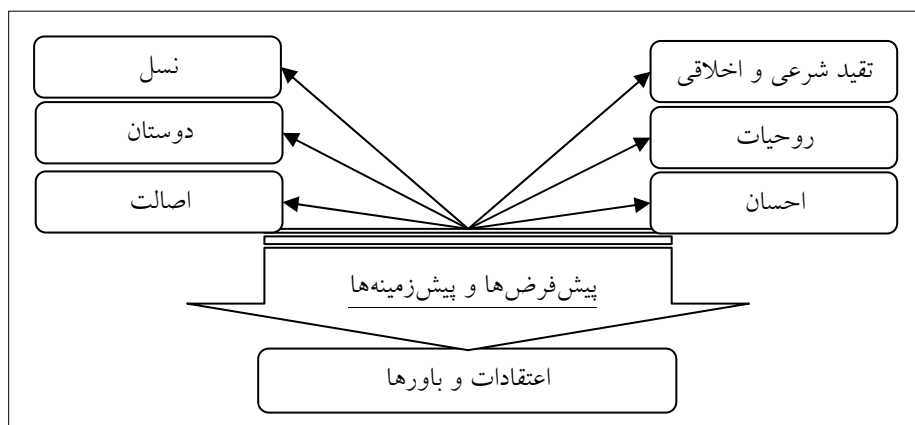 تقید شرعی و اخلاقی
نسل
روحیات
دوستان
احسان
اصالت
پیش‌فرض‌ها و پیش‌زمینه‌ها
اعتقادات و باورها